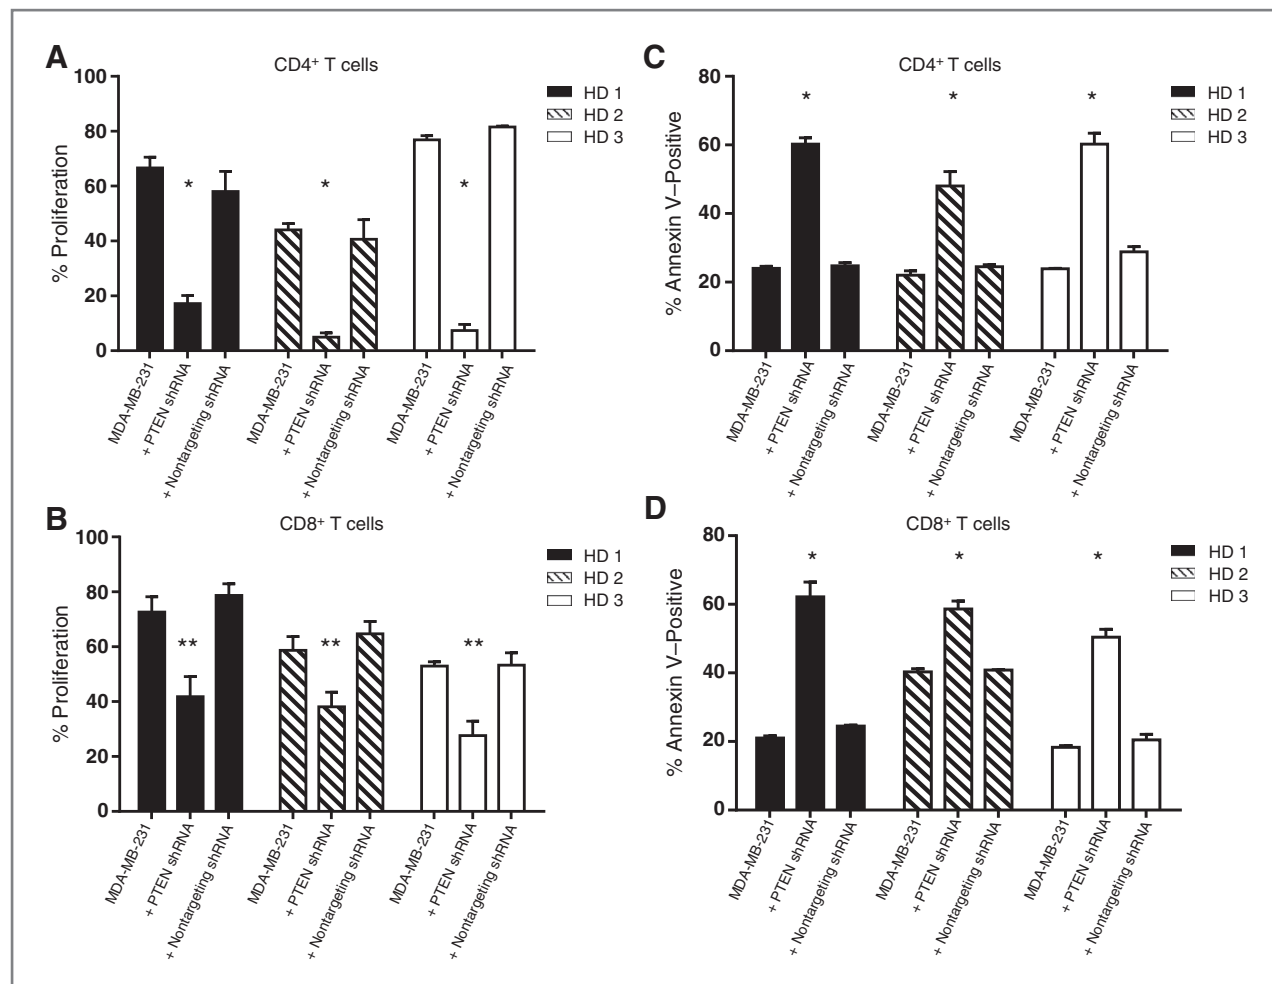 A
CD4⁺ T cells
% Proliferation
100
80
60
40
20
0
* * *
HD 1
HD 2
HD 3
MDA-MB-231
+ PTEN shRNA
+ Nontargeting shRNA
MDA-MB-231
+ PTEN shRNA
+ Nontargeting shRNA
MDA-MB-231
+ PTEN shRNA
+ Nontargeting shRNA
B
CD8⁺ T cells
% Proliferation
100
80
60
40
20
0
** ** **
HD 1
HD 2
HD 3
MDA-MB-231
+ PTEN shRNA
+ Nontargeting shRNA
MDA-MB-231
+ PTEN shRNA
+ Nontargeting shRNA
MDA-MB-231
+ PTEN shRNA
+ Nontargeting shRNA
C
CD4⁺ T cells
% Annexin V–Positive
80
60
40
20
0
* * *
HD 1
HD 2
HD 3
MDA-MB-231
+ PTEN shRNA
+ Nontargeting shRNA
MDA-MB-231
+ PTEN shRNA
+ Nontargeting shRNA
MDA-MB-231
+ PTEN shRNA
+ Nontargeting shRNA
D
CD8⁺ T cells
% Annexin V–Positive
80
60
40
20
0
* * *
HD 1
HD 2
HD 3
MDA-MB-231
+ PTEN shRNA
+ Nontargeting shRNA
MDA-MB-231
+ PTEN shRNA
+ Nontargeting shRNA
MDA-MB-231
+ PTEN shRNA
+ Nontargeting shRNA